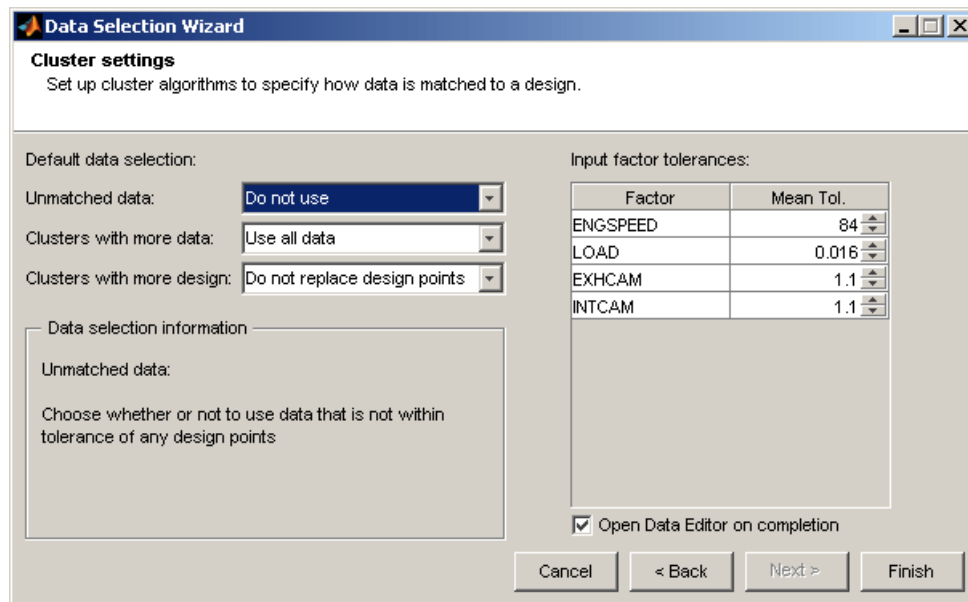 Data Selection Wizard
Cluster settings
Set up cluster algorithms to specify how data is matched to a design.
Default data selection:
Unmatched data: Do not use
Clusters with more data: Use all data
Clusters with more design: Do not replace design points
Data selection information
Unmatched data:
Choose whether or not to use data that is not within
tolerance of any design points
Input factor tolerances:
Factor Mean Tol.
ENGSPEED 84
LOAD 0.016
EXHCAM 1.1
INTCAM 1.1
Open Data Editor on completion
Cancel < Back Next > Finish